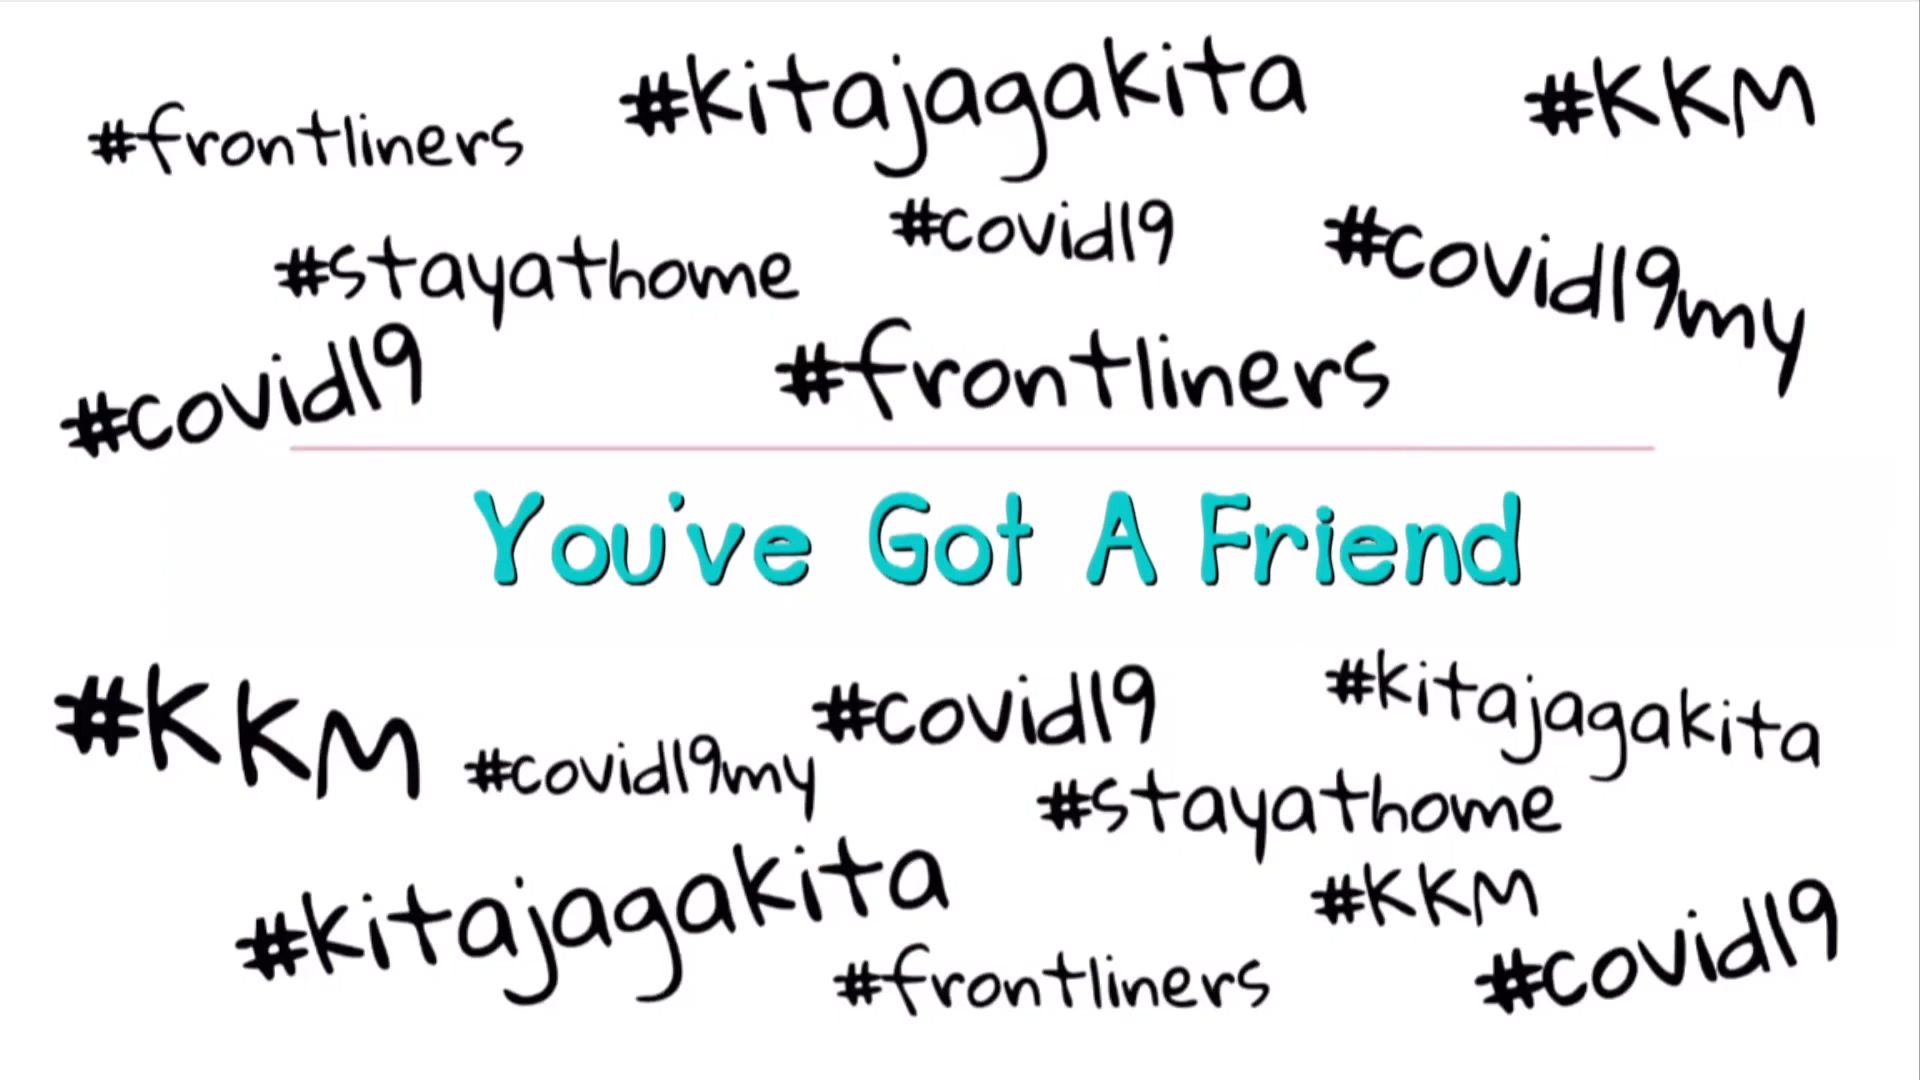 #frontliners
#kitajagakita
#KKM
#stayathome
#covid19
#covid19my
#covid19
#frontliners
You've Got A Friend
#KKM
#covid19my
#covid19
#kitajagakita
#stayathome
#kitajagakita
#KKM
#frontliners
#covid19